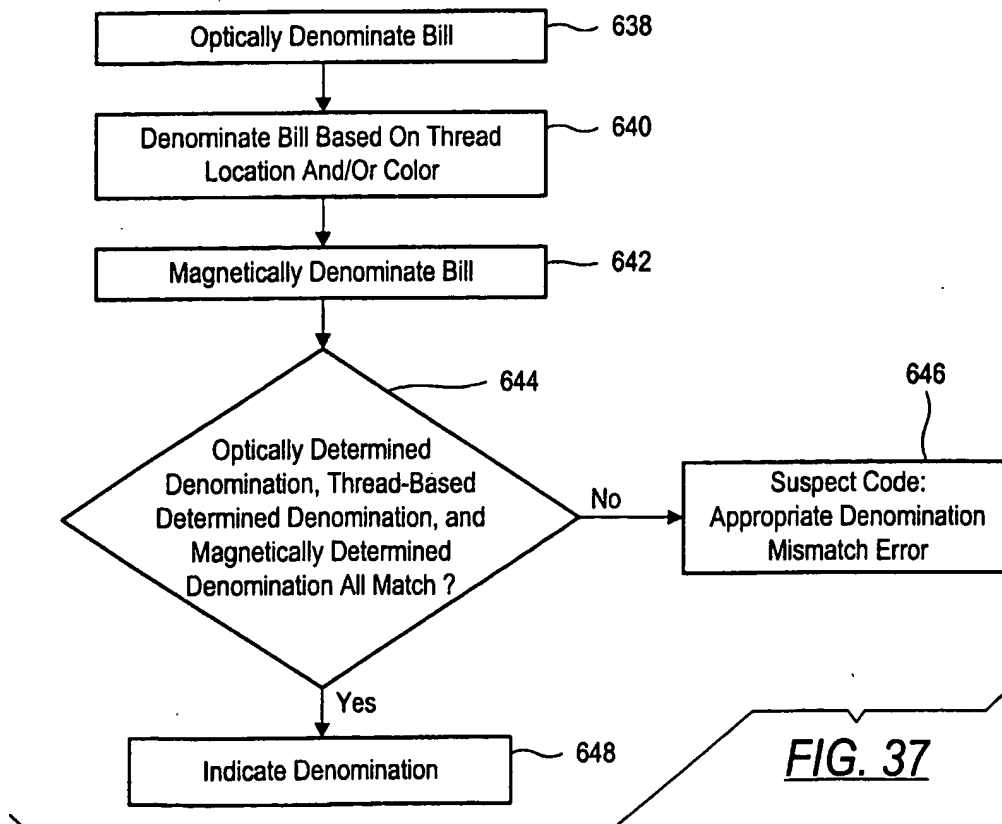 Optically Denominate Bill
638
Denominate Bill Based On Thread
Location And/Or Color
640
Magnetically Denominate Bill
642
644
Optically Determined
Denomination, Thread-Based
Determined Denomination, and
Magnetically Determined
Denomination All Match ?
No
646
Suspect Code:
Appropriate Denomination
Mismatch Error
Yes
Indicate Denomination
648
FIG. 37